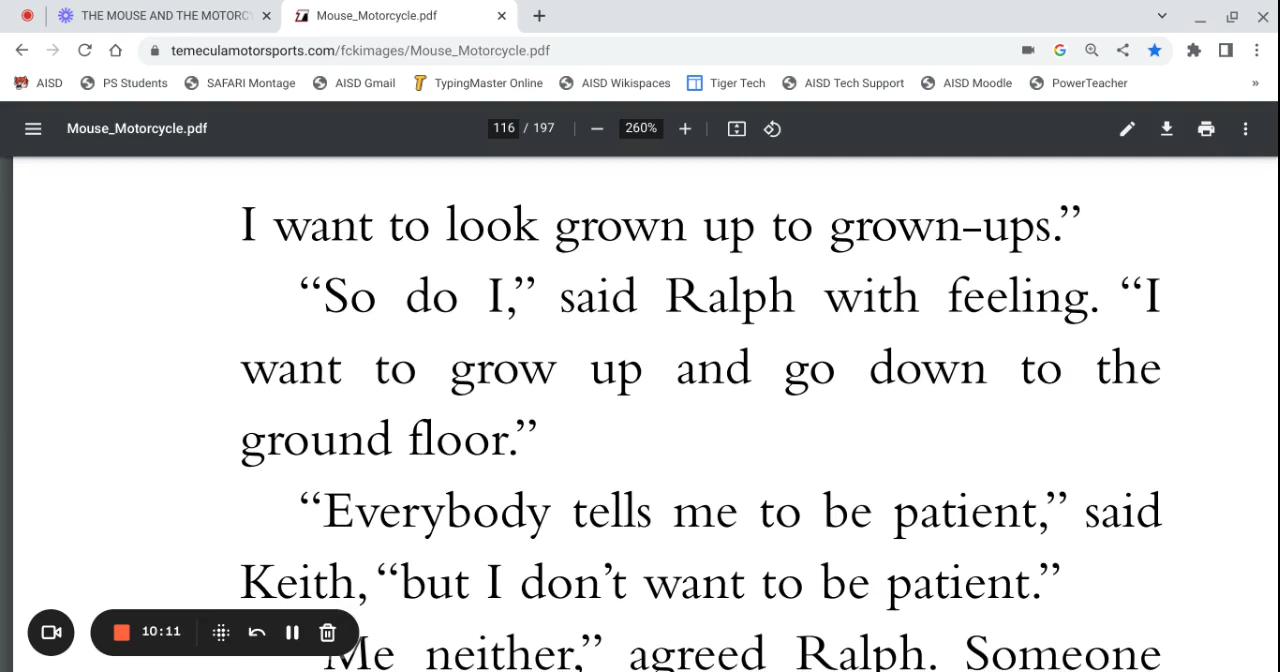 THE MOUSE AND THE MOTORC
Mouse_Motorcycle.pdf
temeculamotorsports.com/fckimages/Mouse_Motorcycle.pdf
AISD PS Students SAFARI Montage AISD Gmail TypingMaster Online AISD Wikispaces Tiger Tech AISD Tech Support AISD Moodle PowerTeacher »
Mouse_Motorcycle.pdf 116 / 197 260%
I want to look grown up to grown-ups.”
“So do I,” said Ralph with feeling. “I
want to grow up and go down to the
ground floor.”
“Everybody tells me to be patient,” said
Keith, “but I don’t want to be patient.”
Me neither,” agreed Ralph. Someone
10:11